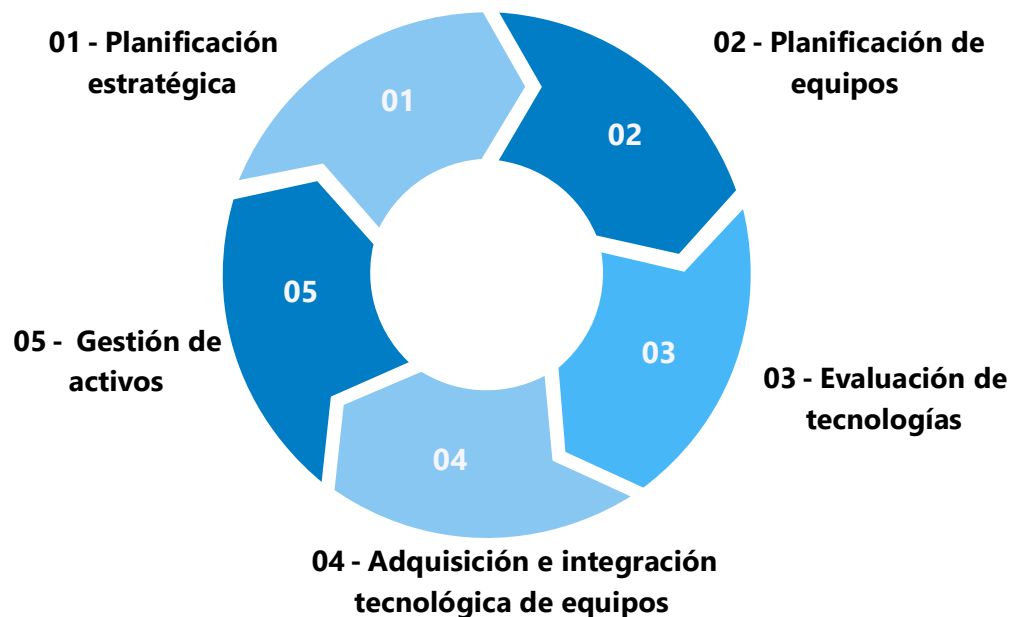 01 - Planificación
estratégica
02 - Planificación de
equipos
01
02
05
03
05 - Gestión de
activos
03 - Evaluación de
tecnologías
04
04 - Adquisición e integración
tecnológica de equipos